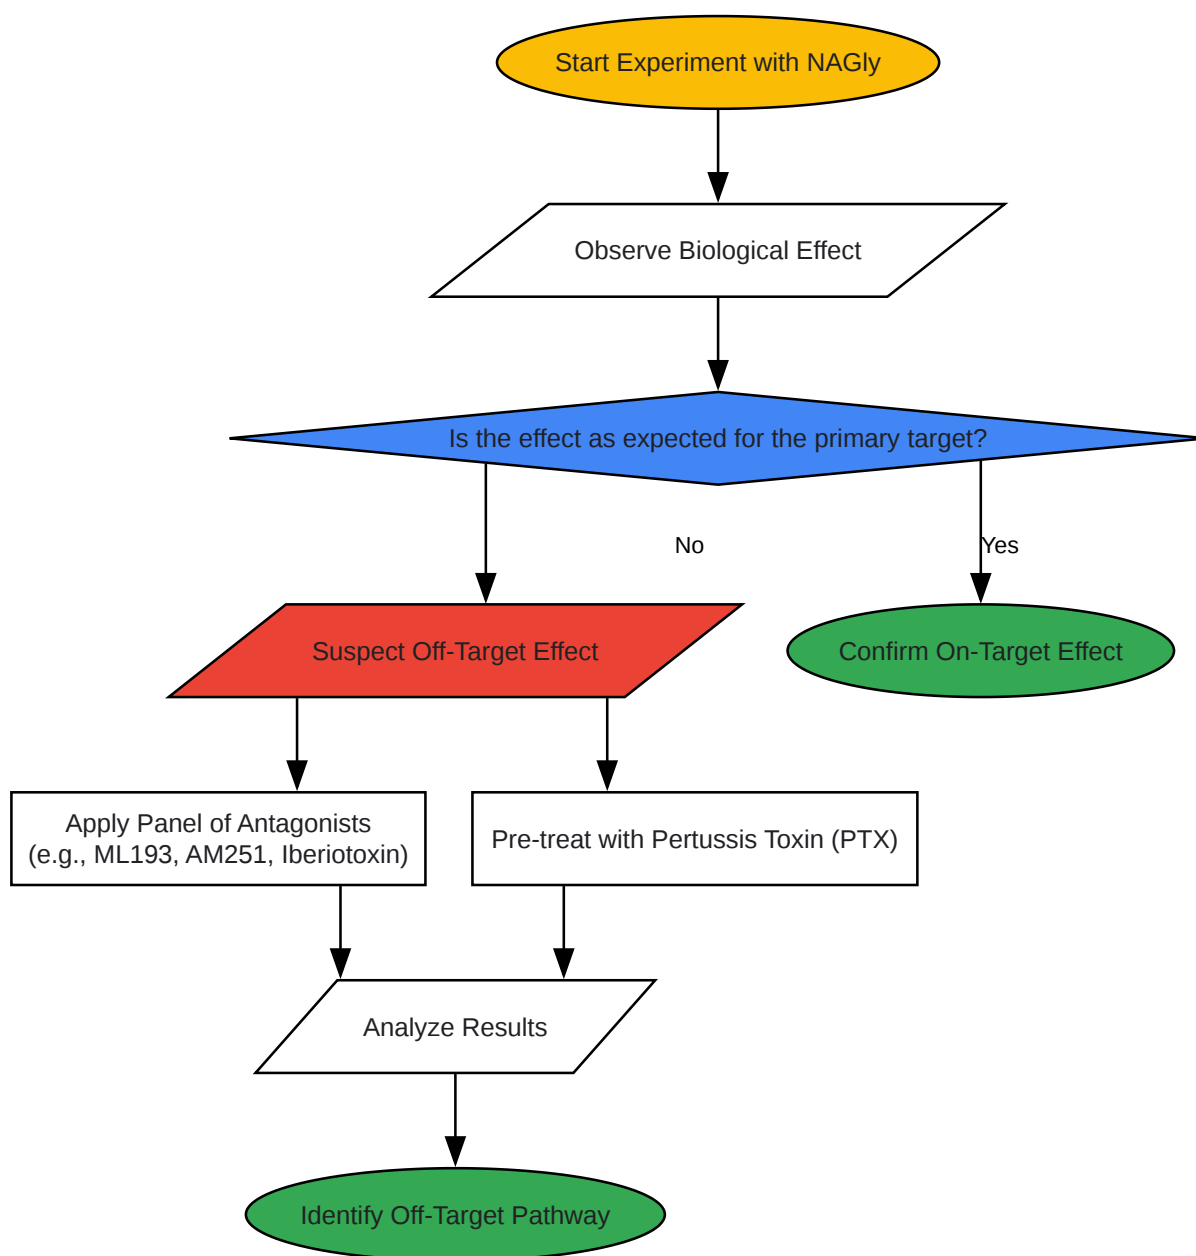 Start Experiment with NAGly
Observe Biological Effect
Is the effect as expected for the primary target?
No
Yes
Suspect Off-Target Effect
Confirm On-Target Effect
Apply Panel of Antagonists
(e.g., ML193, AM251, Iberiotoxin)
Pre-treat with Pertussis Toxin (PTX)
Analyze Results
Identify Off-Target Pathway